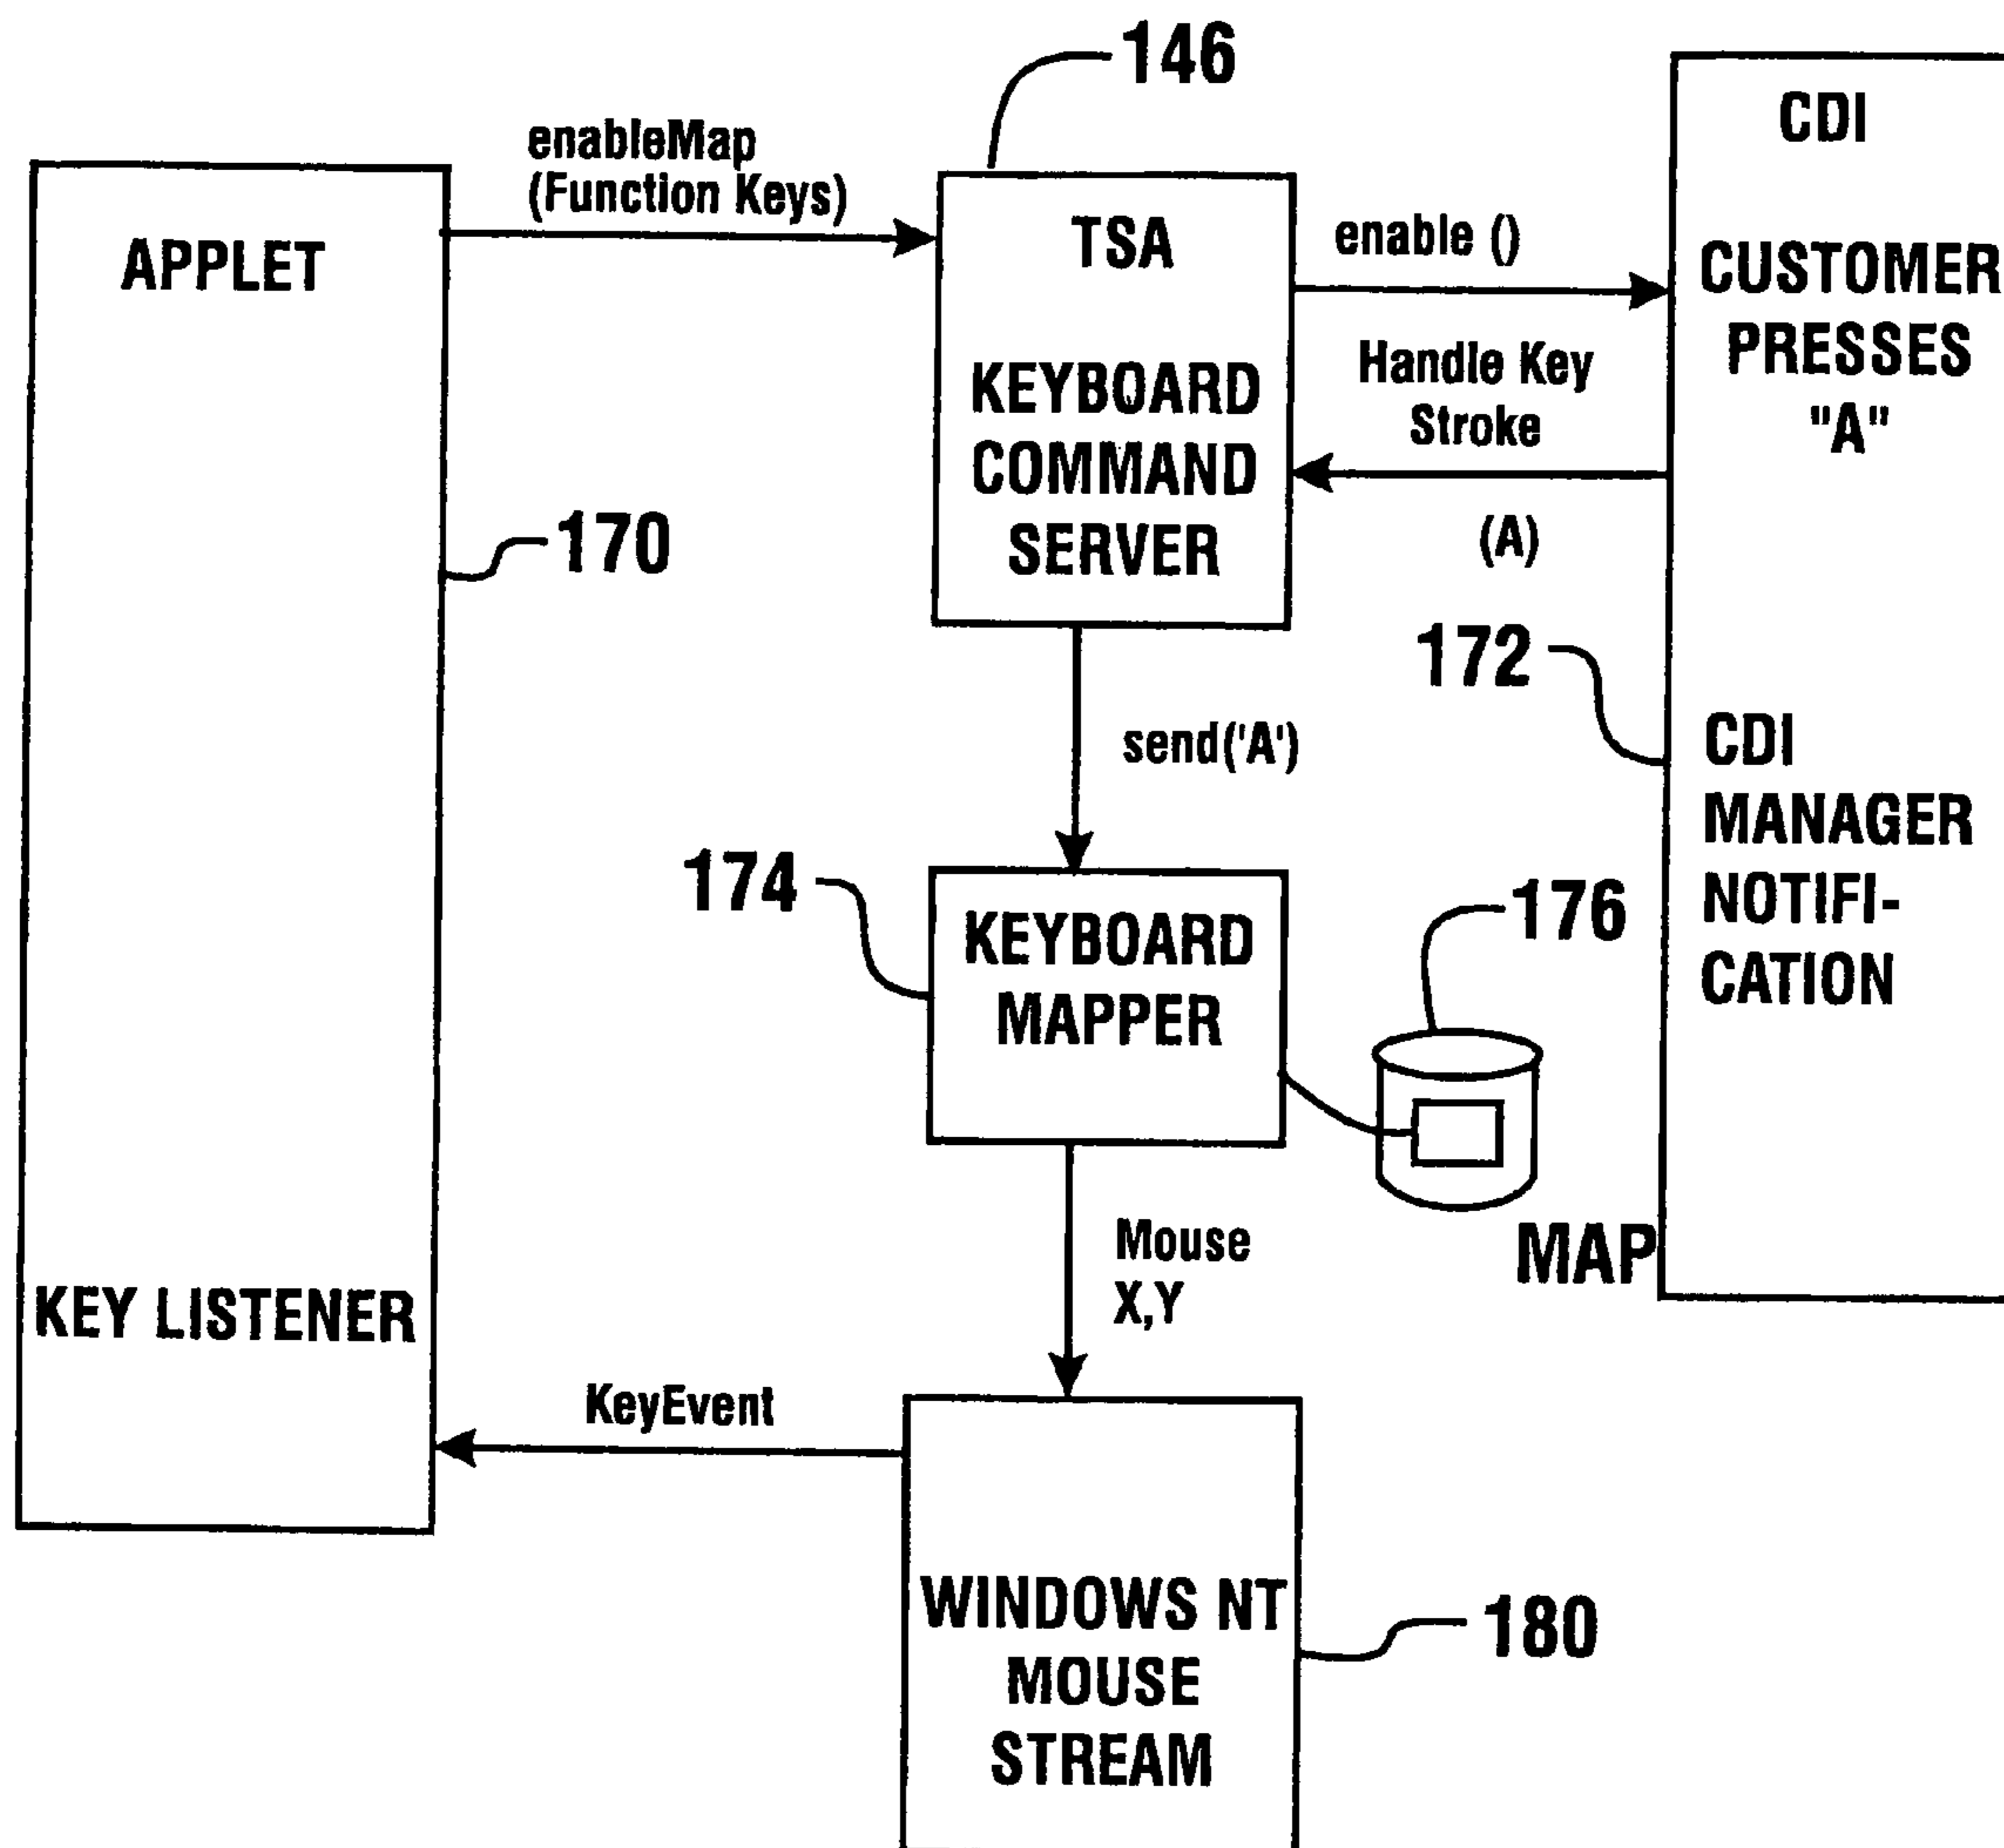 146
enableMap
(Function Keys)
APPLET
170
KEY LISTENER
TSA
KEYBOARD
COMMAND
SERVER
enable ()
Handle Key
Stroke
(A)
CDI
CUSTOMER
PRESSES
"A"
172
CDI
MANAGER
NOTIFI-
CATION
send('A')
174
KEYBOARD
MAPPER
176
MAP
Mouse
X,Y
KeyEvent
WINDOWS NT
MOUSE
STREAM
180